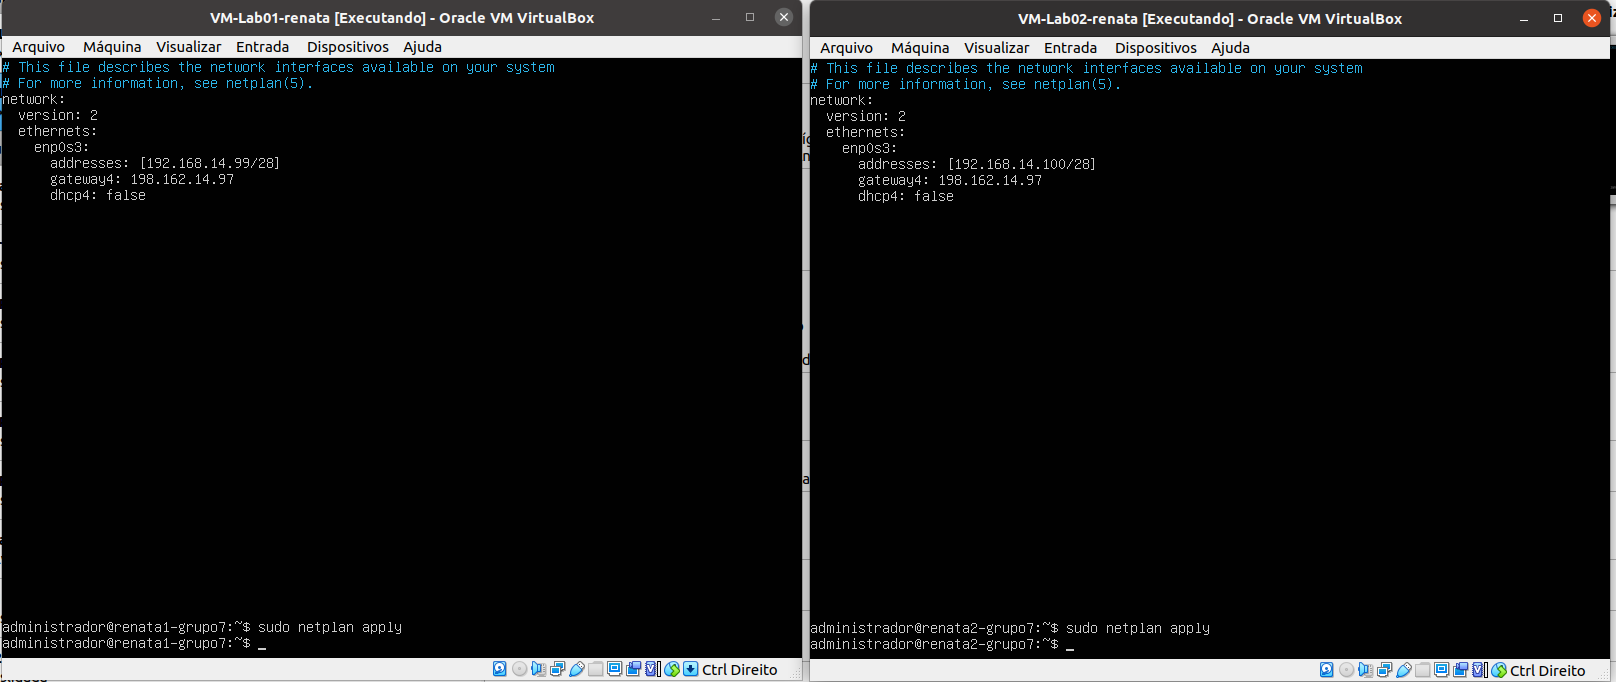 VM-Lab01-renata [Executando] - Oracle VM VirtualBox
Arquivo Máquina Visualizar Entrada Dispositivos Ajuda
# This file describes the network interfaces available on your system
# For more information, see netplan(5).
network:
  version: 2
  ethernets:
    enp0s3:
      addresses: [192.168.14.99/28]
      gateway4: 198.162.14.97
      dhcp4: false
administrador@renata1-grupo7:~$ sudo netplan apply
administrador@renata1-grupo7:~$ _
Ctrl Direito
VM-Lab02-renata [Executando] - Oracle VM VirtualBox
Arquivo Máquina Visualizar Entrada Dispositivos Ajuda
# This file describes the network interfaces available on your system
# For more information, see netplan(5).
network:
  version: 2
  ethernets:
    enp0s3:
      addresses: [192.168.14.100/28]
      gateway4: 198.162.14.97
      dhcp4: false
administrador@renata2-grupo7:~$ sudo netplan apply
administrador@renata2-grupo7:~$ _
Ctrl Direito